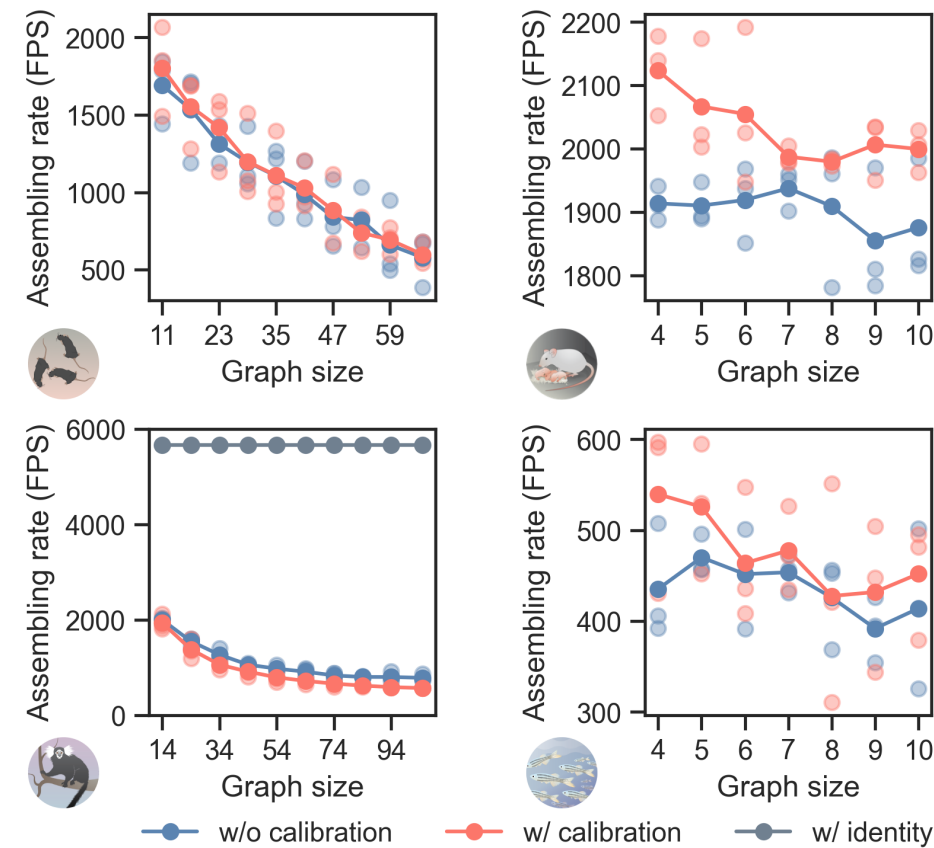 Assembling rate (FPS)
2000
1500
1000
500
11 23 35 47 59
Graph size
Assembling rate (FPS)
2200
2100
2000
1900
1800
4 5 6 7 8 9 10
Graph size
Assembling rate (FPS)
6000
4000
2000
0
14 34 54 74 94
Graph size
Assembling rate (FPS)
600
500
400
300
4 5 6 7 8 9 10
Graph size
w/o calibration w/ calibration w/ identity